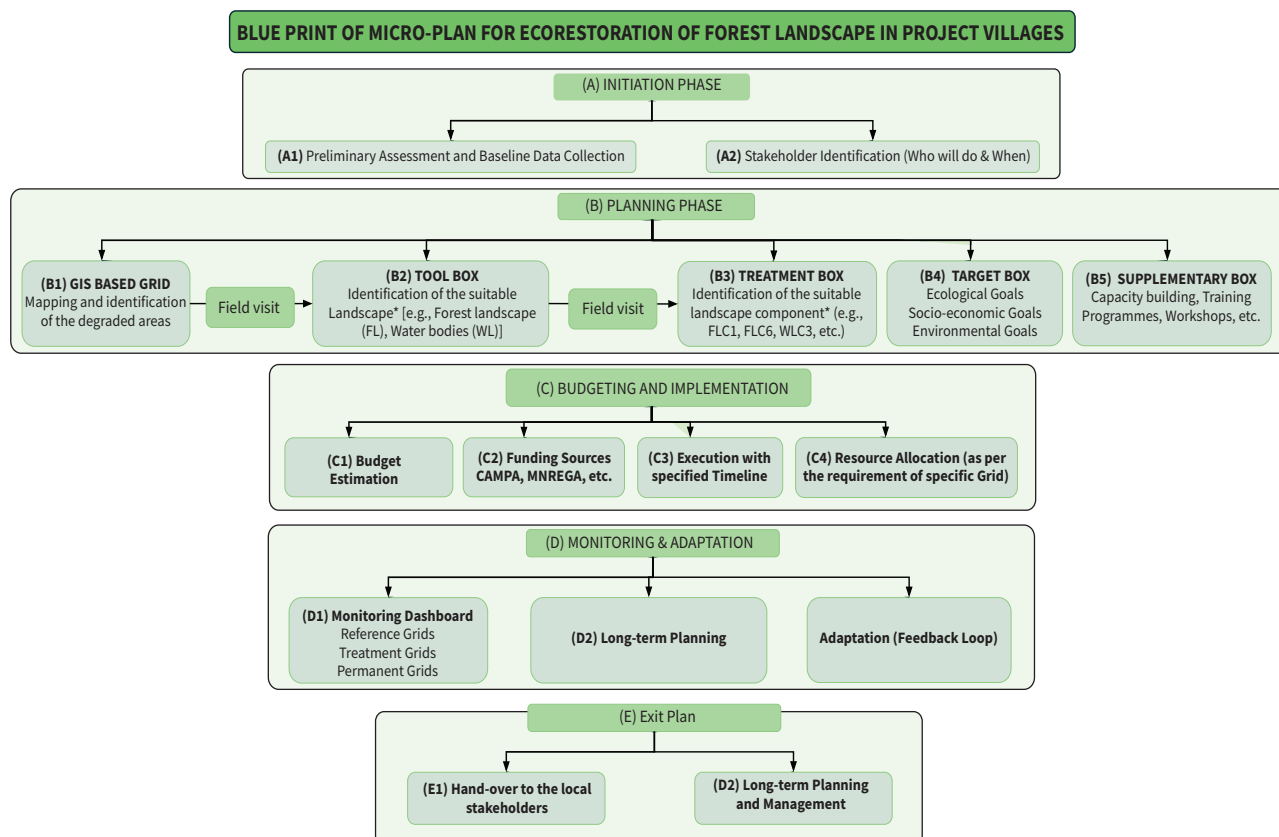 BLUE PRINT OF MICRO-PLAN FOR ECORESTORATION OF FOREST LANDSCAPE IN PROJECT VILLAGES
(A) INITIATION PHASE
(A1) Preliminary Assessment and Baseline Data Collection
(A2) Stakeholder Identification (Who will do & When)
(B) PLANNING PHASE
(B1) GIS BASED GRID
Mapping and identification
of the degraded areas
Field visit
(B2) TOOL BOX
Identification of the suitable
Landscape* [e.g., Forest landscape
(FL), Water bodies (WL)]
Field visit
(B3) TREATMENT BOX
Identification of the suitable
landscape component* (e.g.,
FLC1, FLC6, WLC3, etc.)
(B4) TARGET BOX
Ecological Goals
Socio-economic Goals
Environmental Goals
(B5) SUPPLEMENTARY BOX
Capacity building, Training
Programmes, Workshops, etc.
(C) BUDGETING AND IMPLEMENTATION
(C1) Budget
Estimation
(C2) Funding Sources
CAMPA, MNREGA, etc.
(C3) Execution with
specified Timeline
(C4) Resource Allocation (as per
the requirement of specific Grid)
(D) MONITORING & ADAPTATION
(D1) Monitoring Dashboard
Reference Grids
Treatment Grids
Permanent Grids
(D2) Long-term Planning
Adaptation (Feedback Loop)
(E) Exit Plan
(E1) Hand-over to the local
stakeholders
(D2) Long-term Planning
and Management